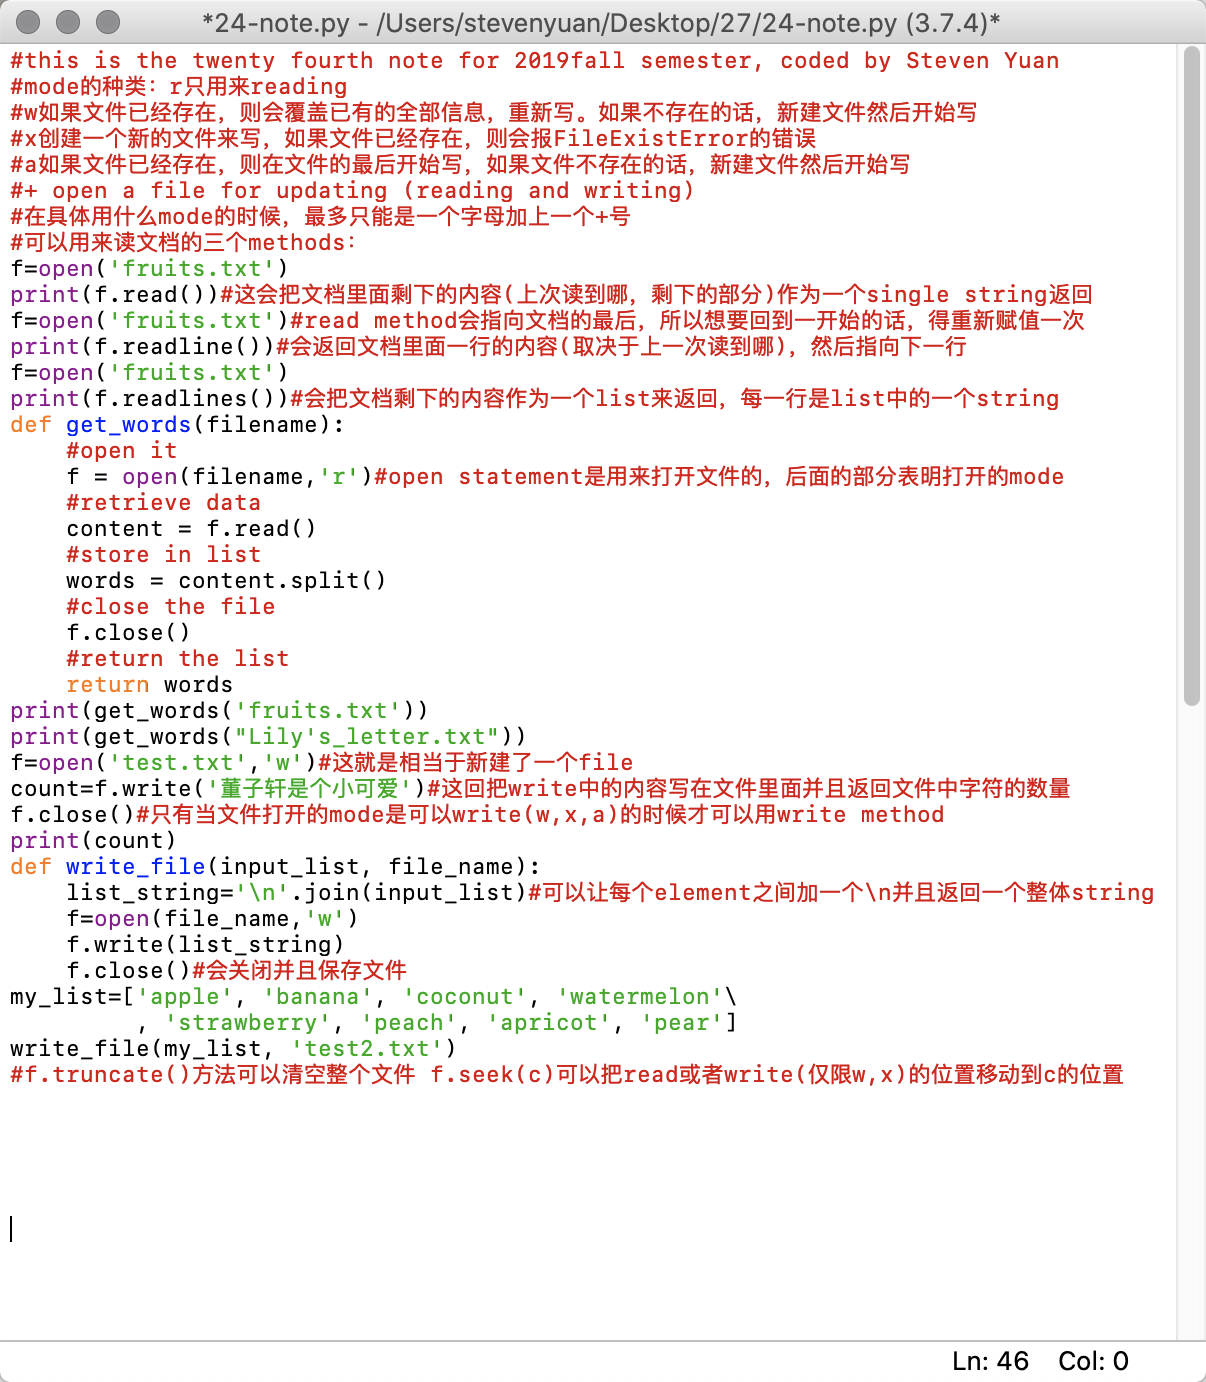 *24-note.py - /Users/stevenyuan/Desktop/27/24-note.py (3.7.4)*
#this is the twenty fourth note for 2019fall semester, coded by Steven Yuan
#mode的种类：r只用来reading
#w如果文件已经存在，则会覆盖已有的全部信息，重新写。如果不存在的话，新建文件然后开始写
#x创建一个新的文件来写，如果文件已经存在，则会报FileExistError的错误
#a如果文件已经存在，则在文件的最后开始写，如果文件不存在的话，新建文件然后开始写
#+ open a file for updating (reading and writing)
#在具体用什么mode的时候，最多只能是一个字母加上一个+号
#可以用来读文档的三个methods：
f=open('fruits.txt')
print(f.read())#这会把文档里面剩下的内容(上次读到哪，剩下的部分)作为一个single string返回
f=open('fruits.txt')#read method会指向文档的最后，所以想要回到一开始的话，得重新赋值一次
print(f.readline())#会返回文档里面一行的内容(取决于上一次读到哪)，然后指向下一行
f=open('fruits.txt')
print(f.readlines())#会把文档剩下的内容作为一个list来返回，每一行是list中的一个string
def get_words(filename):
    #open it
    f = open(filename,'r')#open statement是用来打开文件的，后面的部分表明打开的mode
    #retrieve data
    content = f.read()
    #store in list
    words = content.split()
    #close the file
    f.close()
    #return the list
    return words
print(get_words('fruits.txt'))
print(get_words("Lily's_letter.txt"))
f=open('test.txt','w')#这就是相当于新建了一个file
count=f.write('董子轩是个小可爱')#这回把write中的内容写在文件里面并且返回文件中字符的数量
f.close()#只有当文件打开的mode是可以write(w,x,a)的时候才可以用write method
print(count)
def write_file(input_list, file_name):
    list_string='\n'.join(input_list)#可以让每个element之间加一个\n并且返回一个整体string
    f=open(file_name,'w')
    f.write(list_string)
    f.close()#会关闭并且保存文件
my_list=['apple', 'banana', 'coconut', 'watermelon'\
         , 'strawberry', 'peach', 'apricot', 'pear']
write_file(my_list, 'test2.txt')
#f.truncate()方法可以清空整个文件 f.seek(c)可以把read或者write(仅限w,x)的位置移动到c的位置
Ln: 46 Col: 0